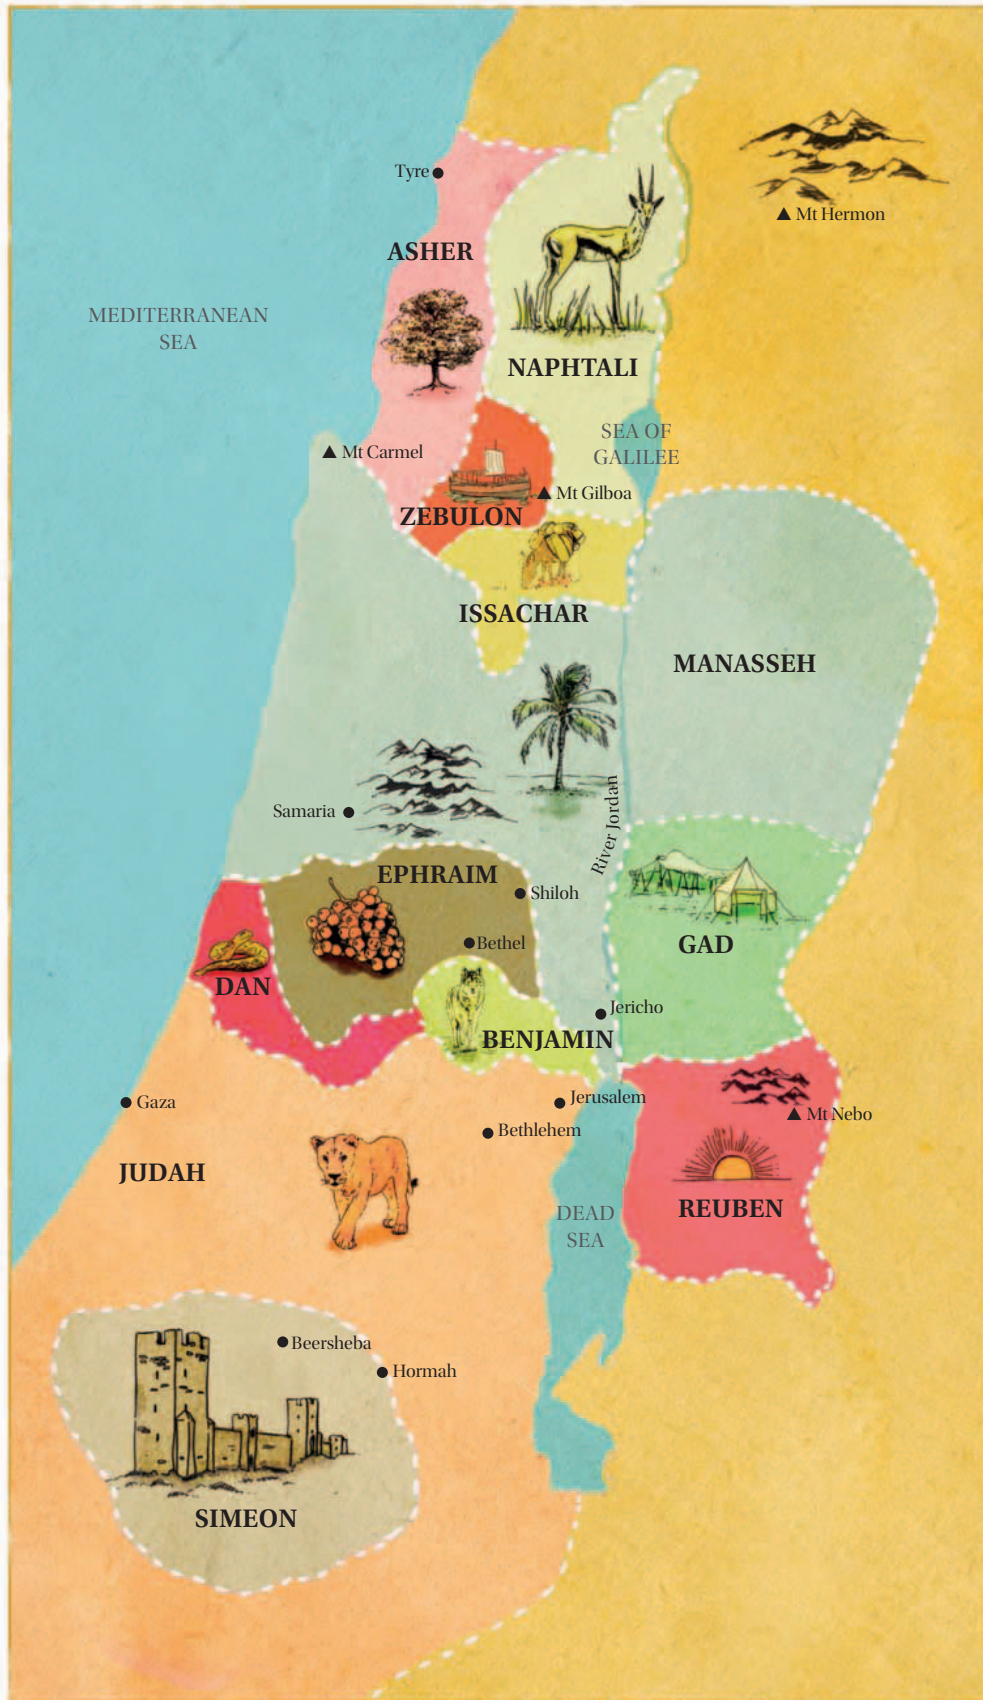 Tyre
Mt Hermon
ASHER
MEDITERRANEAN
SEA
NAPHTALI
SEA OF
GALILEE
Mt Carmel
Mt Gilboa
ZEBULON
ISSACHAR
MANASSEH
River Jordan
Samaria
EPHRAIM
Shiloh
Bethel
GAD
DAN
Jericho
BENJAMIN
Gaza
Jerusalem
Mt Nebo
Bethlehem
JUDAH
REUBEN
DEAD
SEA
Beersheba
Hormah
SIMEON